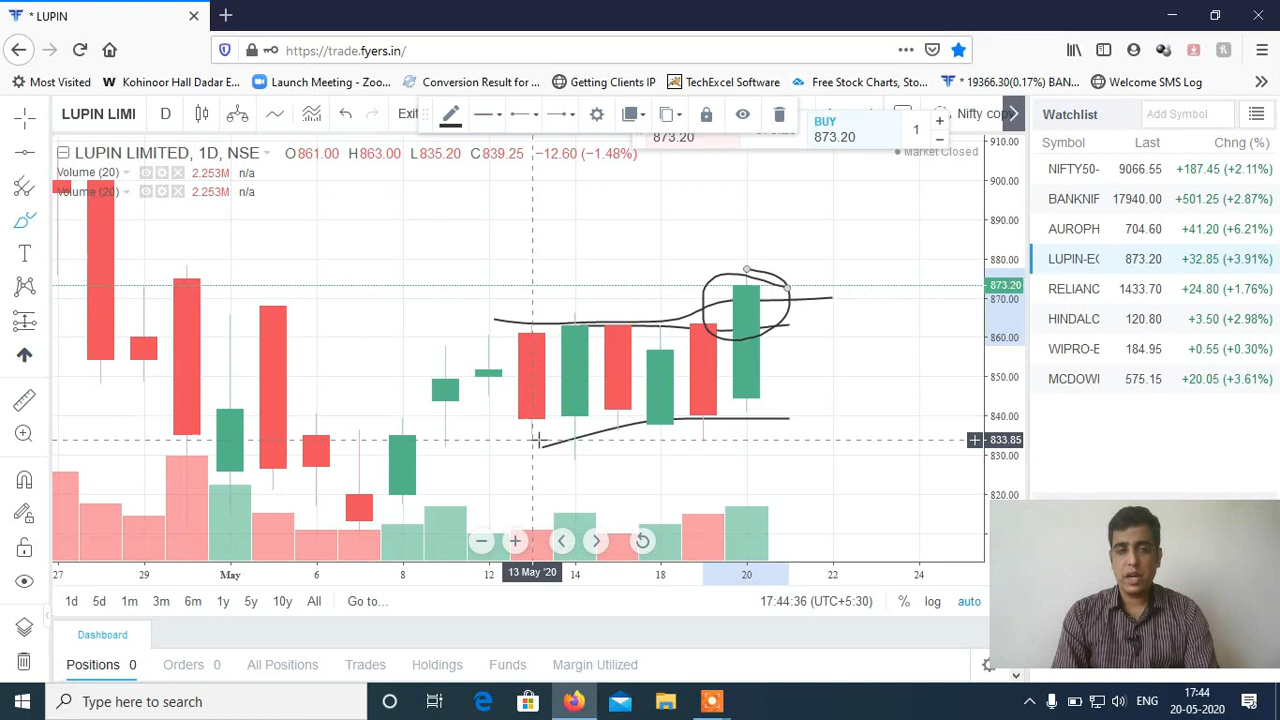 * LUPIN
https://trade.fyers.in/
Most Visited W Kohinoor Hall Dadar E... Launch Meeting - Zoo... Conversion Result for ... Getting Clients IP TechExcel Software Free Stock Charts, Sto... * 19366.30(0.17%) BAN... Welcome SMS Log
LUPIN LIMI D Exit Nifty cop
BUY
873.20
873.20
1
Watchlist Add Symbol
LUPIN LIMITED, 1D, NSE O861.00 H863.00 L835.20 C839.25 −12.60 (−1.48%)
Market Closed
Volume (20) 2.253M n/a
Volume (20) 2.253M n/a
Symbol Last Chng (%)
NIFTY50- 9066.55 +187.45 (+2.11%)
BANKNIF 17940.00 +501.25 (+2.87%)
AUROPH 704.60 +41.20 (+6.21%)
LUPIN-EQ 873.20 +32.85 (+3.91%)
RELIANC 1433.70 +24.80 (+1.76%)
HINDALC 120.80 +3.50 (+2.98%)
WIPRO-E 184.95 +0.55 (+0.30%)
MCDOWI 575.15 +20.05 (+3.61%)
910.00
900.00
890.00
880.00
873.20
870.00
860.00
850.00
840.00
833.85
830.00
820.00
27 29 May 6 8 12 13 May '20 14 18 20 22 24
1d 5d 1m 3m 6m 1y 5y 10y All Go to... 17:44:36 (UTC+5:30) % log auto
Dashboard
Positions 0 Orders 0 All Positions Trades Holdings Funds Margin Utilized
Type here to search
ENG
17:44
20-05-2020